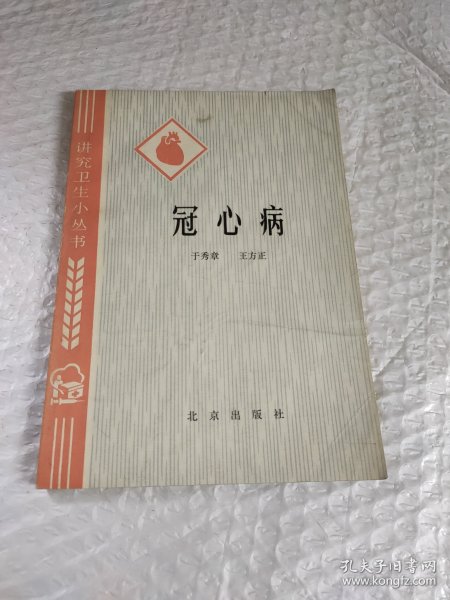 讲究卫生小丛书
冠心病
于秀章 王方正
北京出版社
孔夫子旧书网
www.kongfz.com